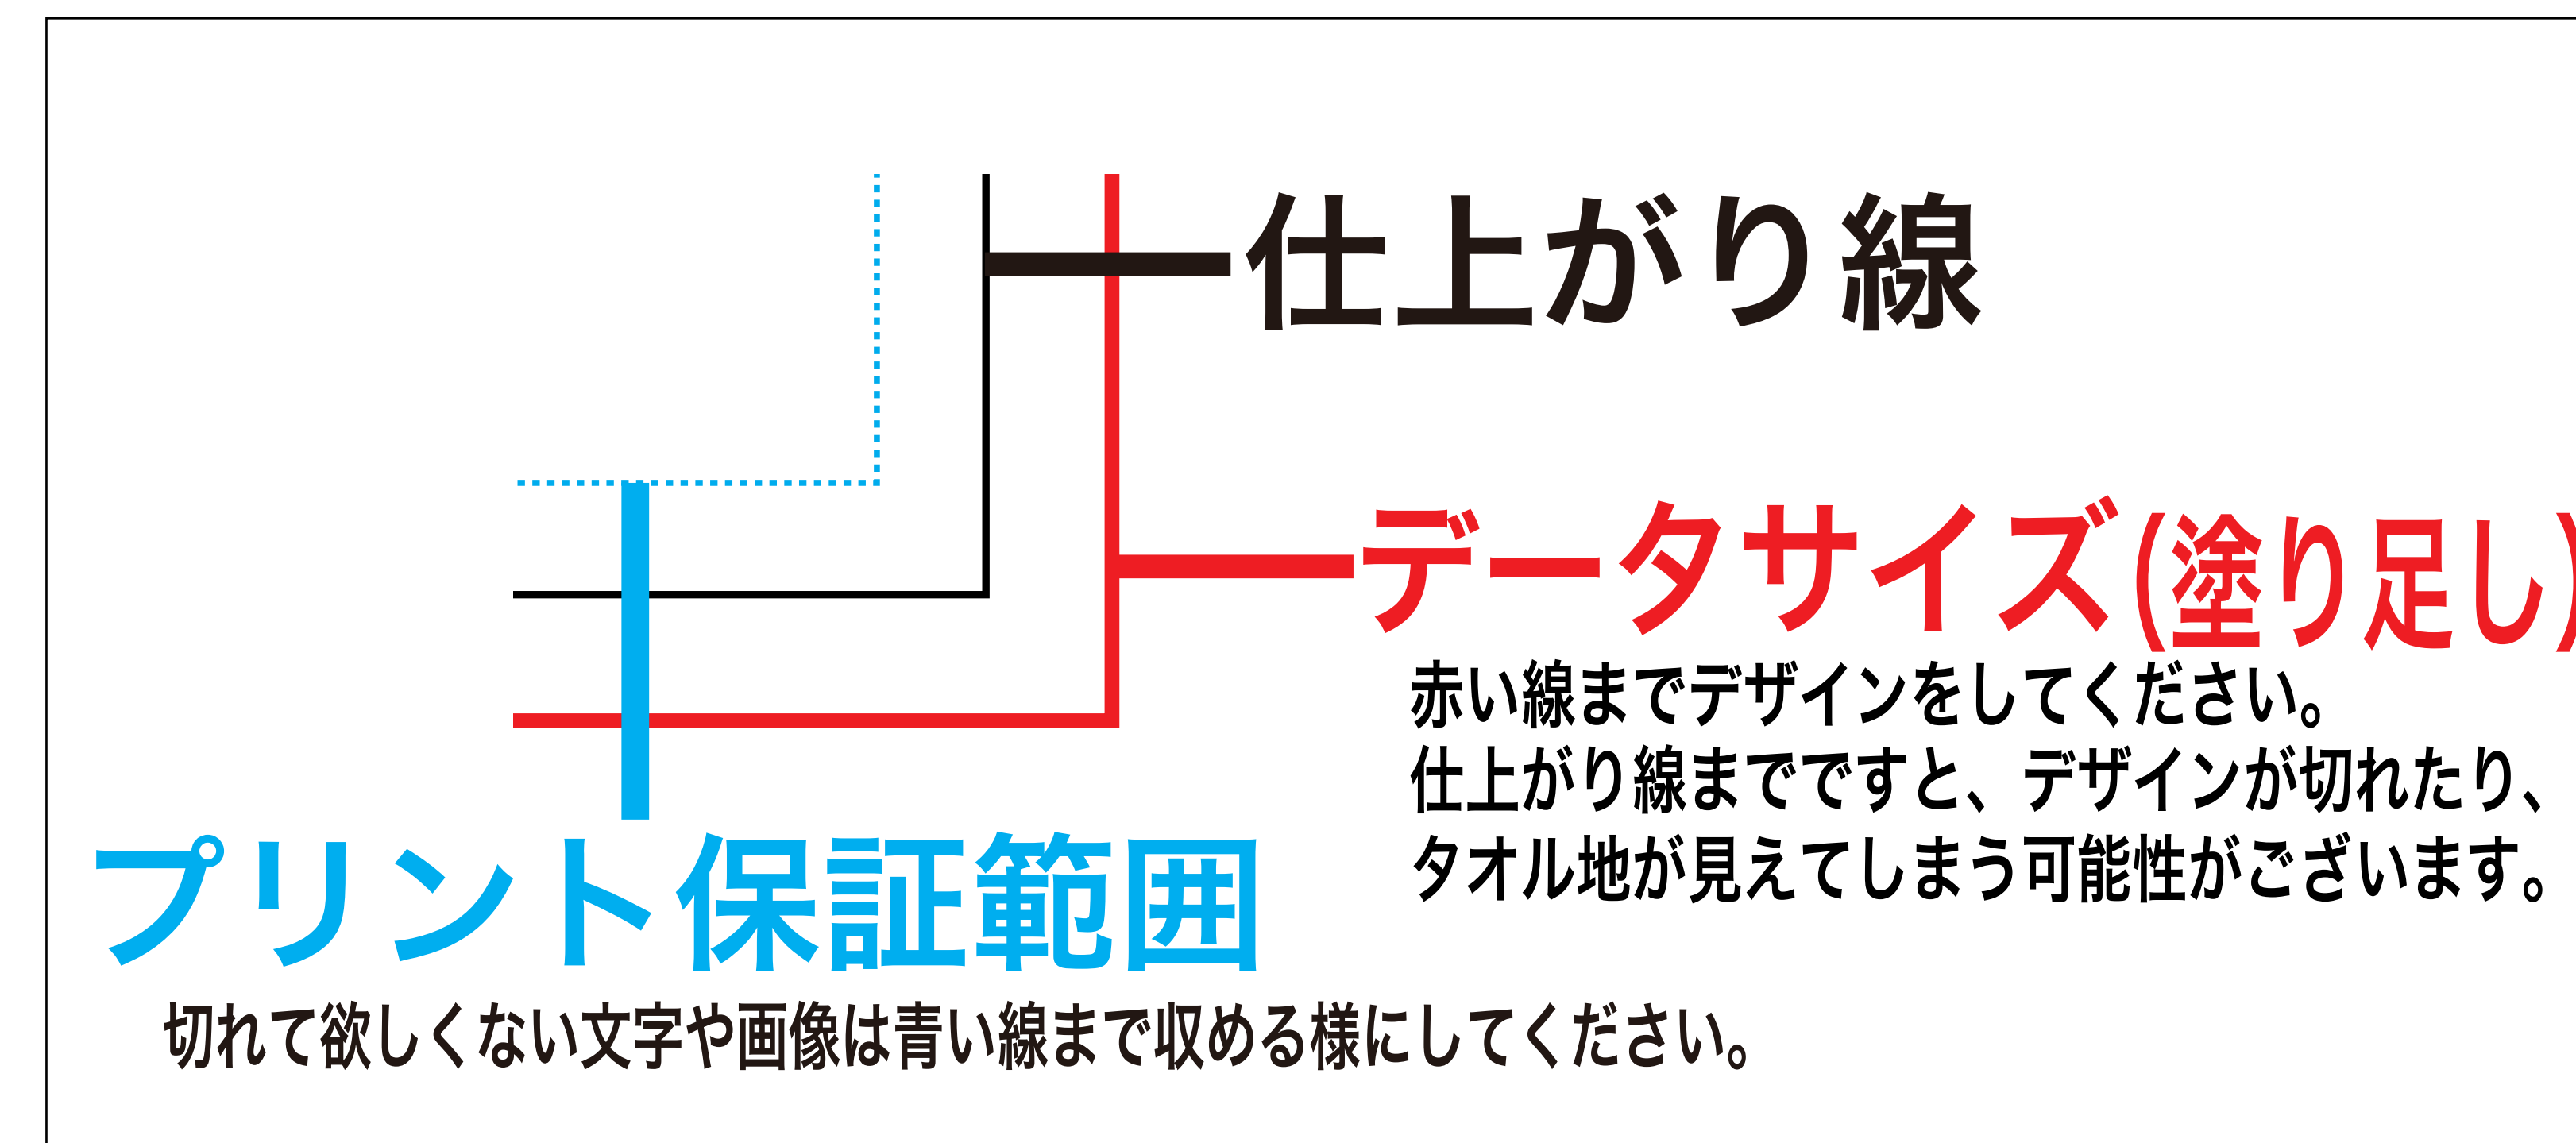 仕上がり線
データサイズ(塗り足し)
赤い線までデザインをしてください。
仕上がり線までですと、デザインが切れたり、
タオル地が見えてしまう可能性がございます。
プリント保証範囲
切れて欲しくない文字や画像は青い線まで収める様にしてください。